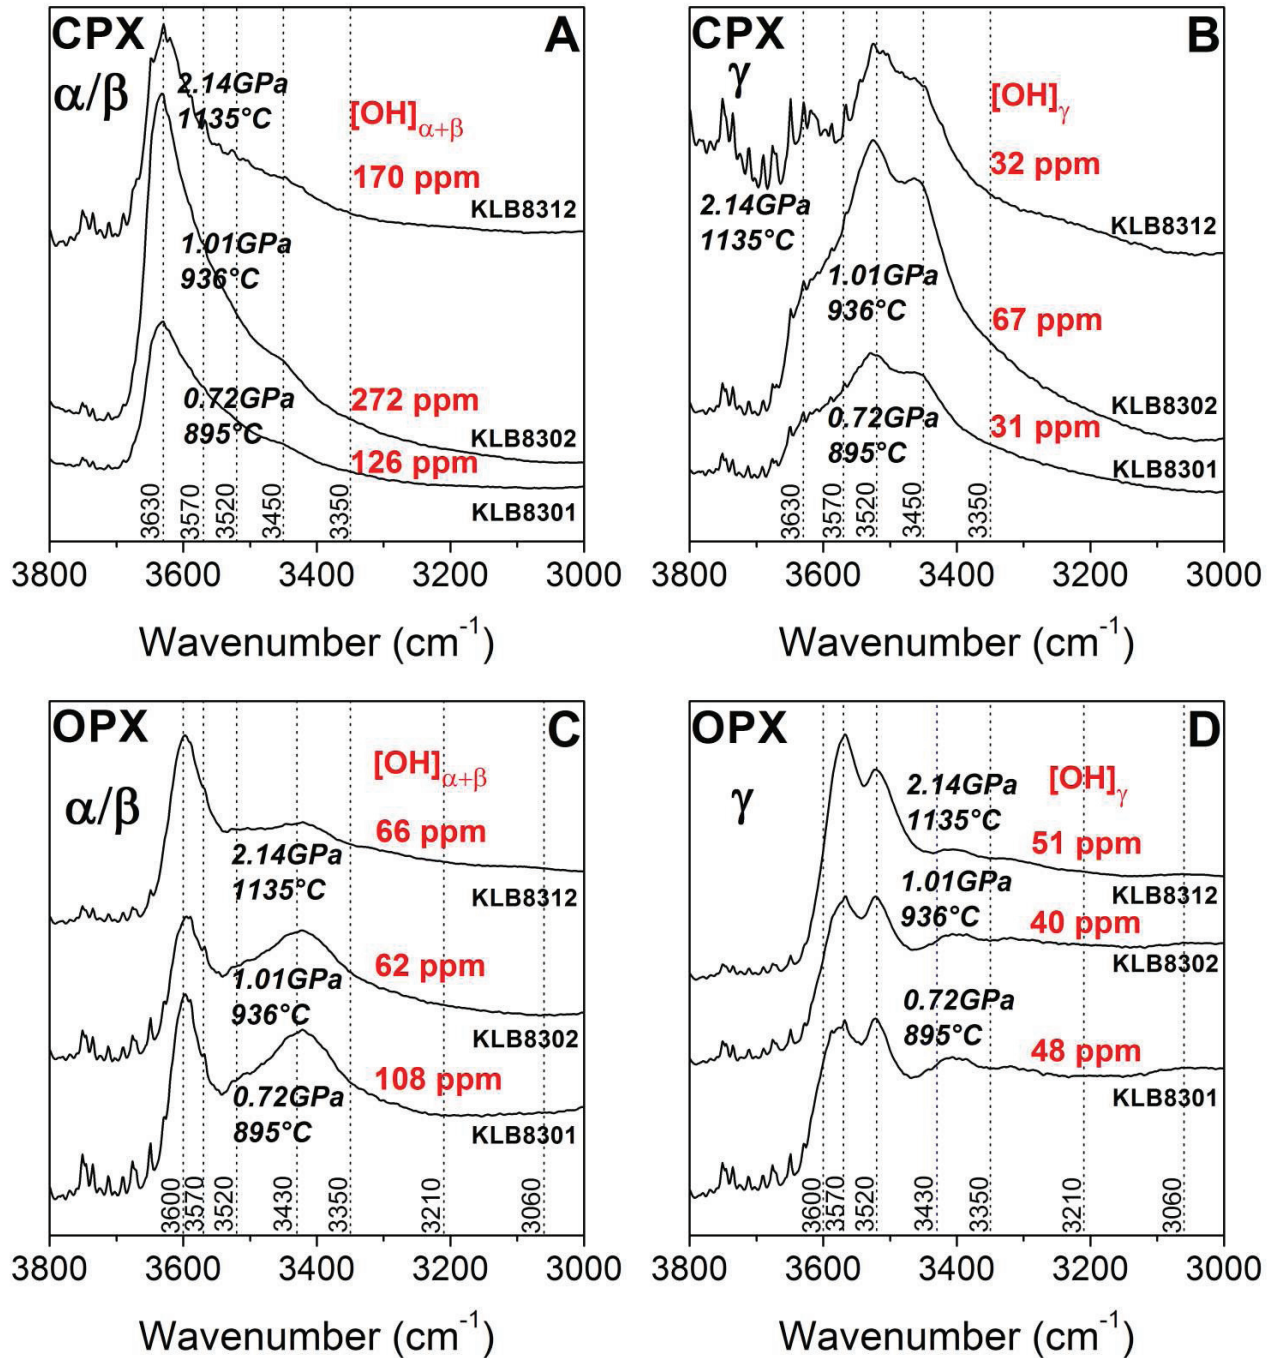 CPX
A
α/β
2.14GPa
1135°C
[OH]α+β
170 ppm
KLB8312
1.01GPa
936°C
272 ppm
KLB8302
0.72GPa
895°C
126 ppm
KLB8301
3630
3570
3520
3450
3350
3800
3600
3400
3200
3000
Wavenumber (cm-1)
CPX
B
γ
[OH]γ
32 ppm
2.14GPa
1135°C
KLB8312
1.01GPa
936°C
67 ppm
KLB8302
0.72GPa
895°C
31 ppm
KLB8301
3630
3570
3520
3450
3350
3800
3600
3400
3200
3000
Wavenumber (cm-1)
OPX
C
α/β
[OH]α+β
66 ppm
2.14GPa
1135°C
KLB8312
62 ppm
1.01GPa
936°C
KLB8302
108 ppm
0.72GPa
895°C
KLB8301
3600
3570
3520
3430
3350
3210
3060
3800
3600
3400
3200
3000
Wavenumber (cm-1)
OPX
D
γ
2.14GPa
1135°C
[OH]γ
51 ppm
KLB8312
1.01GPa
936°C
40 ppm
KLB8302
0.72GPa
895°C
48 ppm
KLB8301
3600
3570
3520
3430
3350
3210
3060
3800
3600
3400
3200
3000
Wavenumber (cm-1)